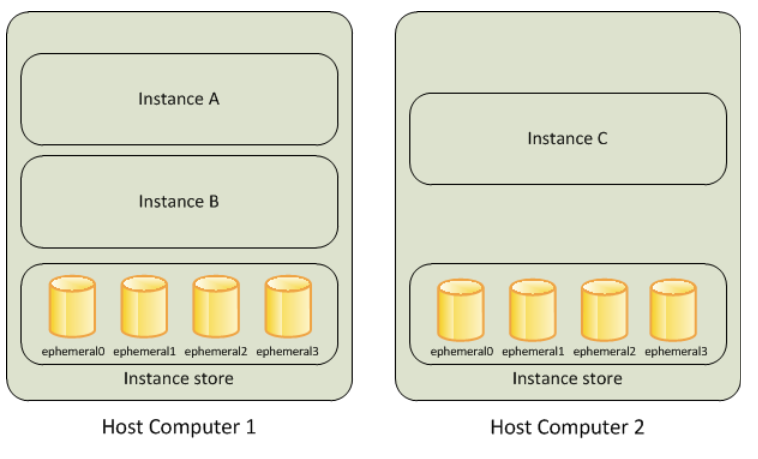 Instance A
Instance B
ephemeral0 ephemeral1 ephemeral2 ephemeral3
Instance store
Host Computer 1
Instance C
ephemeral0 ephemeral1 ephemeral2 ephemeral3
Instance store
Host Computer 2